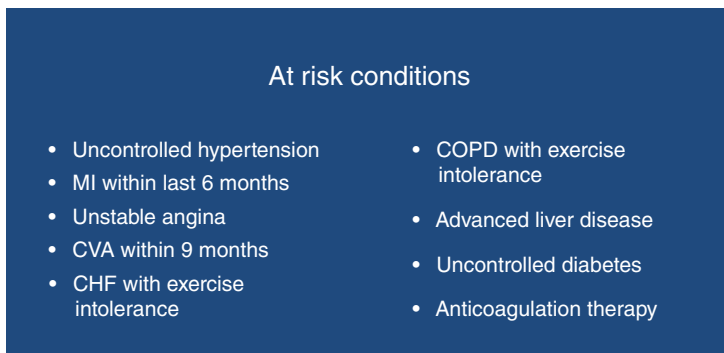 At risk conditions
• Uncontrolled hypertension
• MI within last 6 months
• Unstable angina
• CVA within 9 months
• CHF with exercise
intolerance
• COPD with exercise
intolerance
• Advanced liver disease
• Uncontrolled diabetes
• Anticoagulation therapy